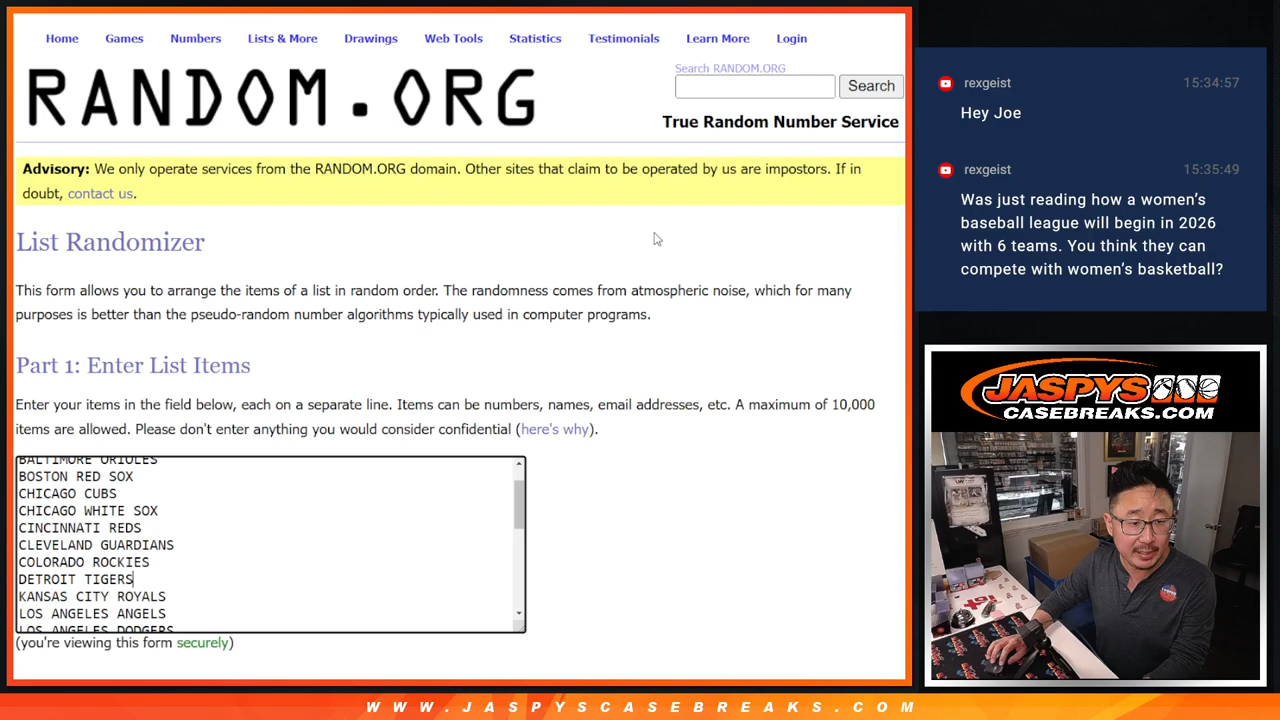 Home Games Numbers Lists & More Drawings Web Tools Statistics Testimonials Learn More Login
RANDOM.ORG
Search RANDOM.ORG
Search
True Random Number Service
Advisory: We only operate services from the RANDOM.ORG domain. Other sites that claim to be operated by us are impostors. If in
doubt, contact us.
List Randomizer
This form allows you to arrange the items of a list in random order. The randomness comes from atmospheric noise, which for many
purposes is better than the pseudo-random number algorithms typically used in computer programs.
Part 1: Enter List Items
Enter your items in the field below, each on a separate line. Items can be numbers, names, email addresses, etc. A maximum of 10,000
items are allowed. Please don't enter anything you would consider confidential (here's why).
BALTIMORE ORIOLES
BOSTON RED SOX
CHICAGO CUBS
CHICAGO WHITE SOX
CINCINNATI REDS
CLEVELAND GUARDIANS
COLORADO ROCKIES
DETROIT TIGERS
KANSAS CITY ROYALS
LOS ANGELES ANGELS
LOS ANGELES DODGERS
(you're viewing this form securely)
rexgeist 15:34:57
Hey Joe
rexgeist 15:35:49
Was just reading how a women's
baseball league will begin in 2026
with 6 teams. You think they can
compete with women's basketball?
JASPYS
CASEBREAKS.COM
WWW.JASPYSCASEBREAKS.COM